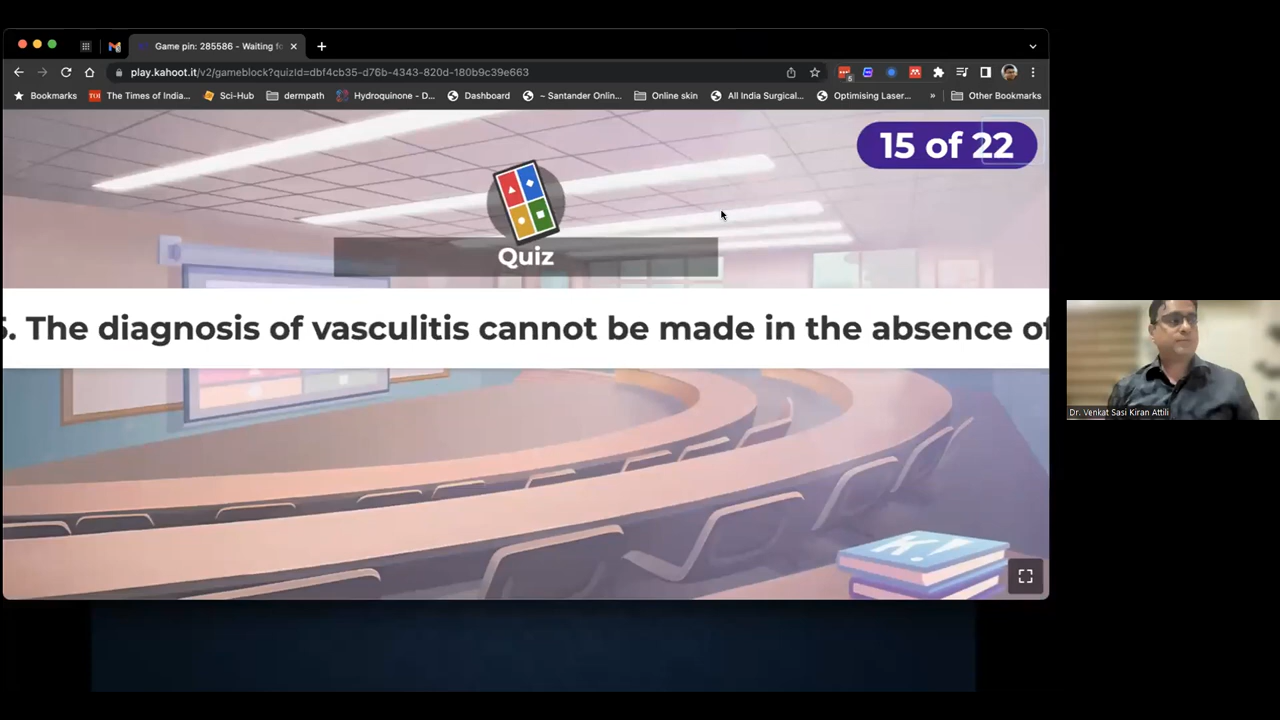 Game pin: 285586 - Waiting fo
play.kahoot.it/v2/gameblock?quizId=dbf4cb35-d76b-4343-820d-180b9c39e663
Bookmarks TOI The Times of India... Sci-Hub dermpath Hydroquinone - D... Dashboard ~ Santander Onlin... Online skin All India Surgical... Optimising Laser... » Other Bookmarks
15 of 22
Quiz
5. The diagnosis of vasculitis cannot be made in the absence of
K!
Dr. Venkat Sasi Kiran Attili